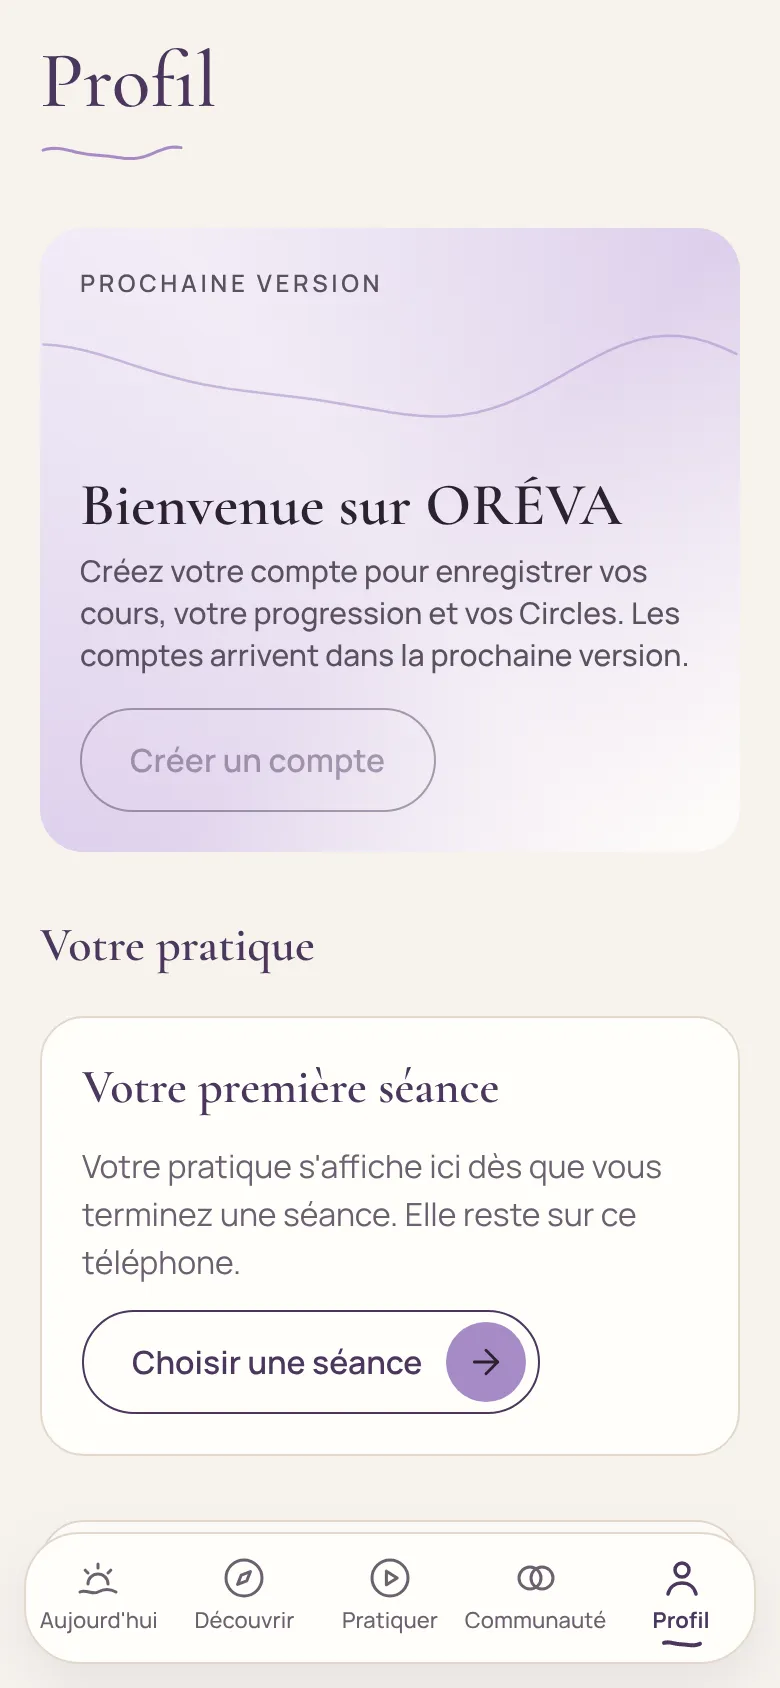 Profil
PROCHAINE VERSION
Bienvenue sur ORÉVA
Créez votre compte pour enregistrer vos
cours, votre progression et vos Circles. Les
comptes arrivent dans la prochaine version.
Créer un compte
Votre pratique
Votre première séance
Votre pratique s'affiche ici dès que vous
terminez une séance. Elle reste sur ce
téléphone.
Choisir une séance
Aujourd'hui
Découvrir
Pratiquer
Communauté
Profil